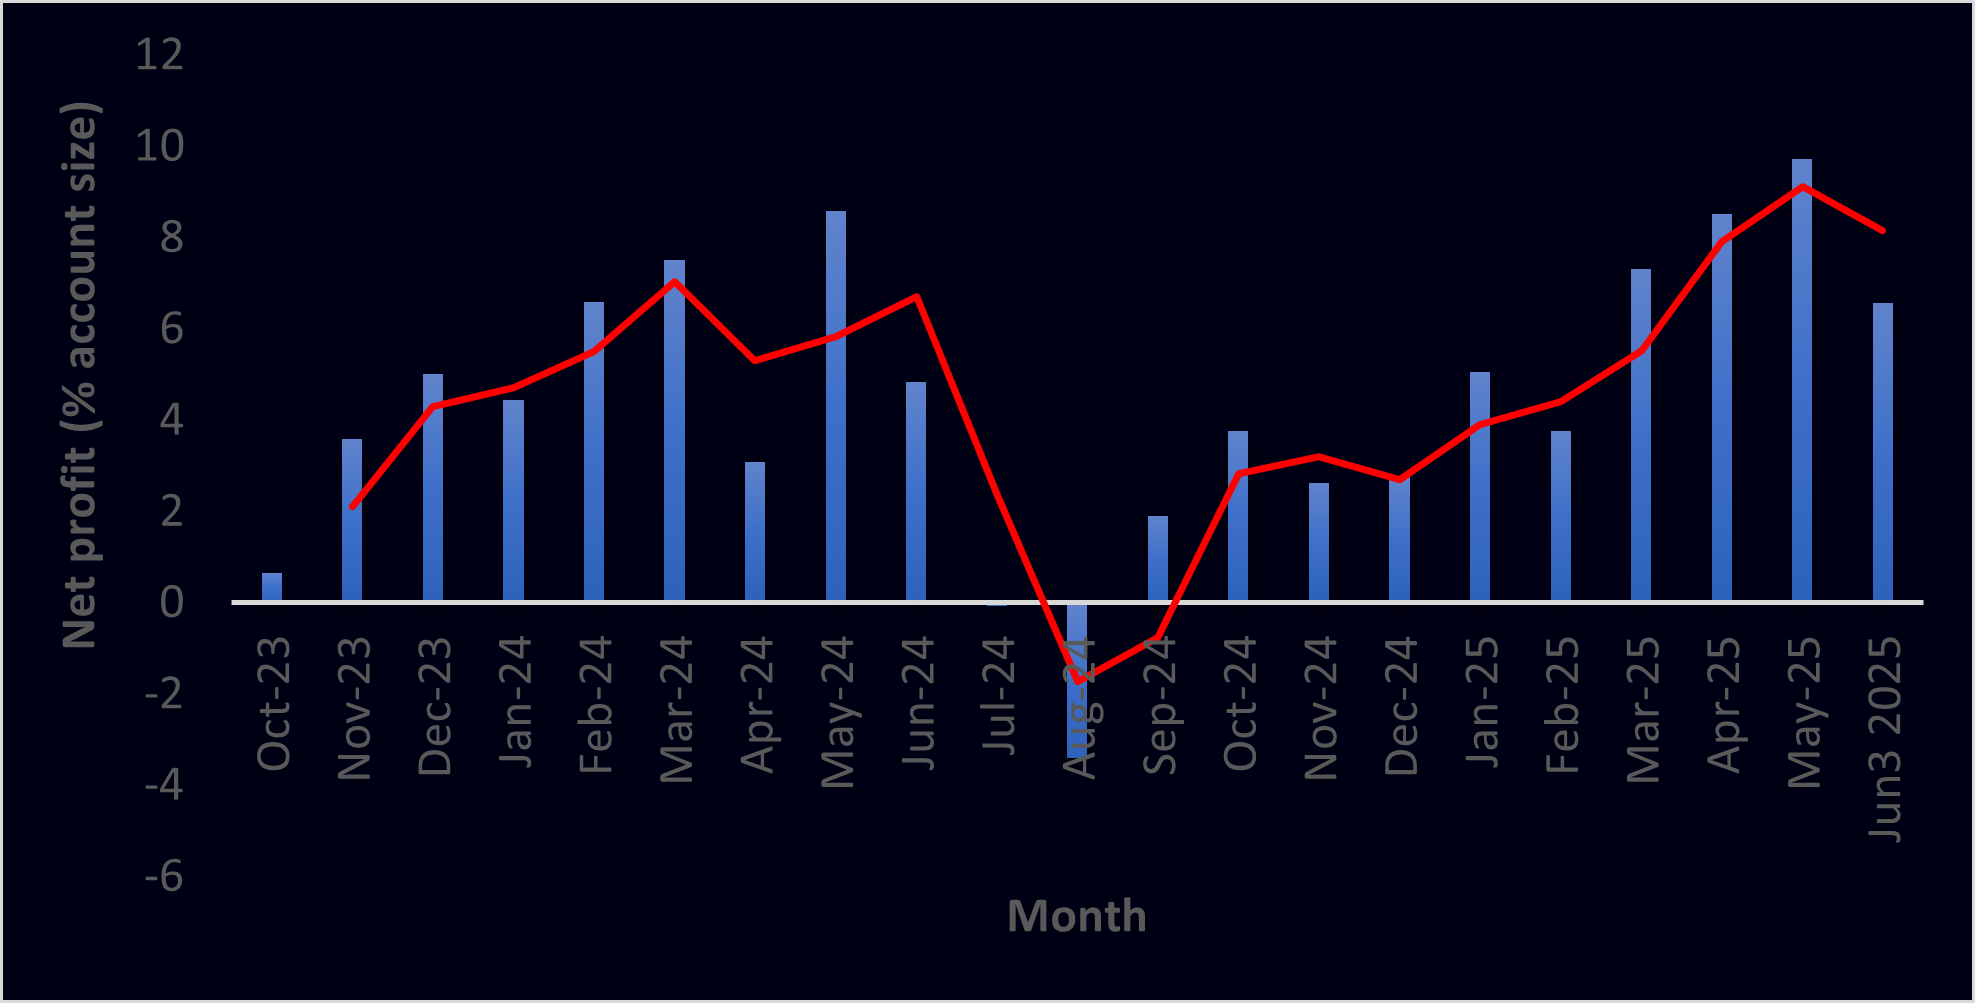 Net profit (% account size)
12
10
8
6
4
2
0
-2
-4
-6
Oct-23
Nov-23
Dec-23
Jan-24
Feb-24
Mar-24
Apr-24
May-24
Jun-24
Jul-24
Aug-24
Sep-24
Oct-24
Nov-24
Dec-24
Jan-25
Feb-25
Mar-25
Apr-25
May-25
Jun3 2025
Month